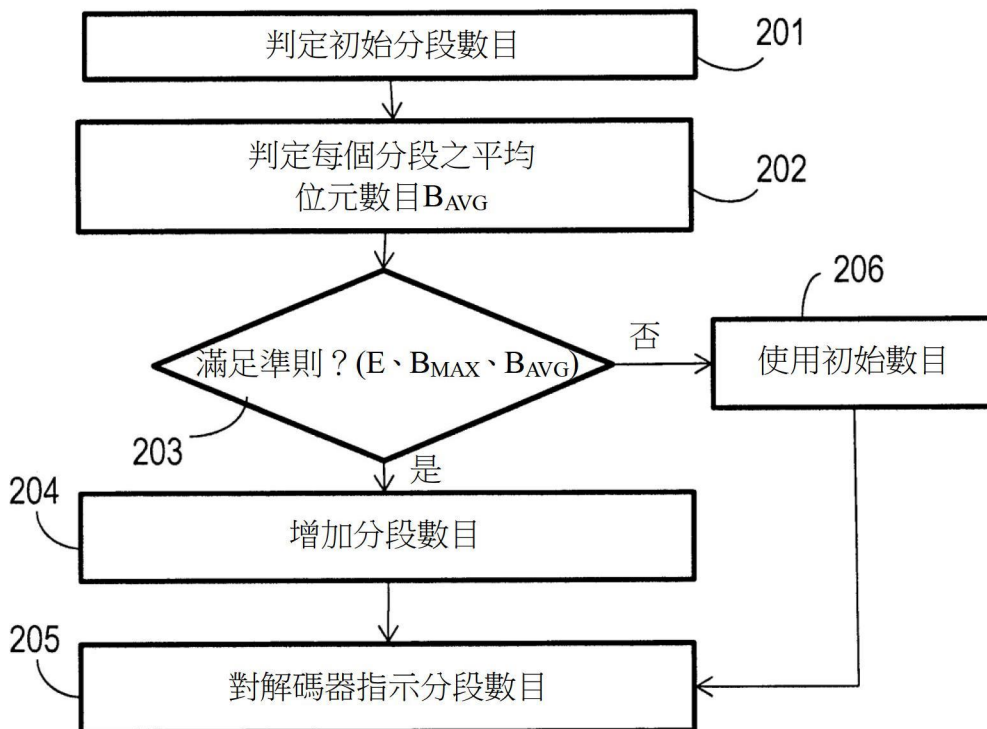 判定初始分段數目
201
判定每個分段之平均
位元數目BAVG
202
滿足準則？(E、BMAX、BAVG)
203
否
206
使用初始數目
是
204
增加分段數目
205
對解碼器指示分段數目